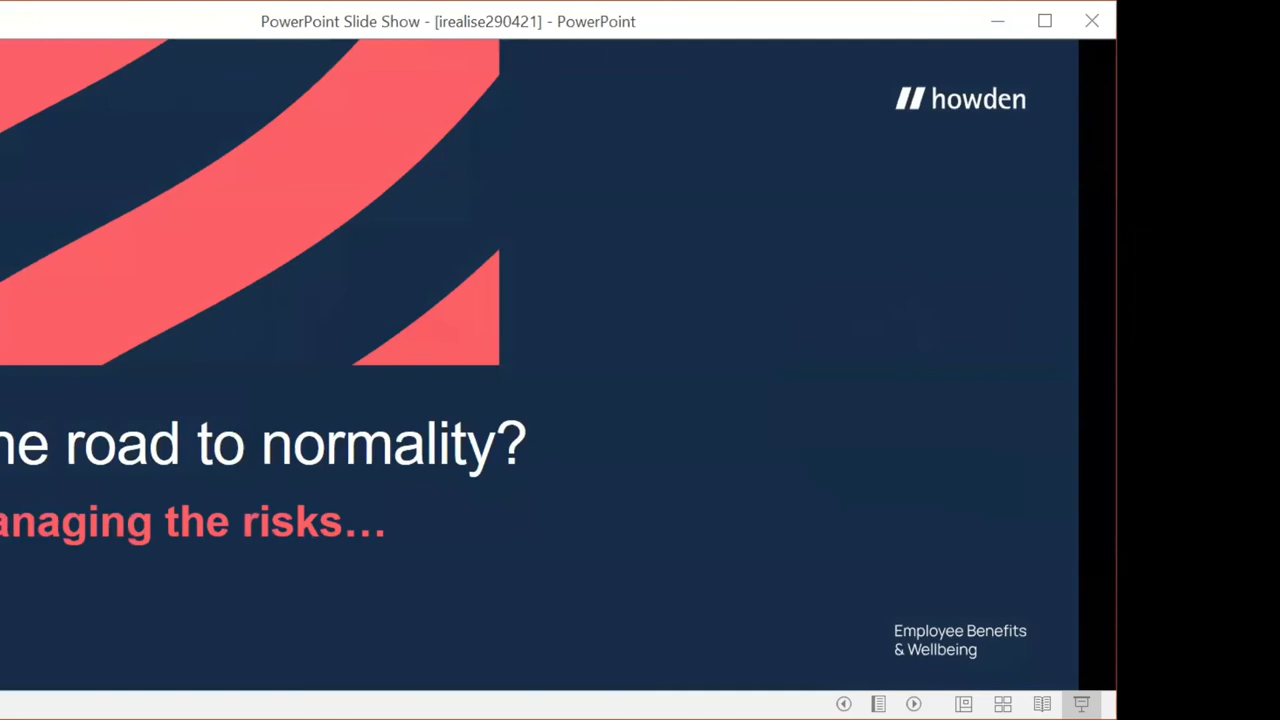 PowerPoint Slide Show - [irealise290421] - PowerPoint
howden
he road to normality?
anaging the risks...
Employee Benefits
& Wellbeing